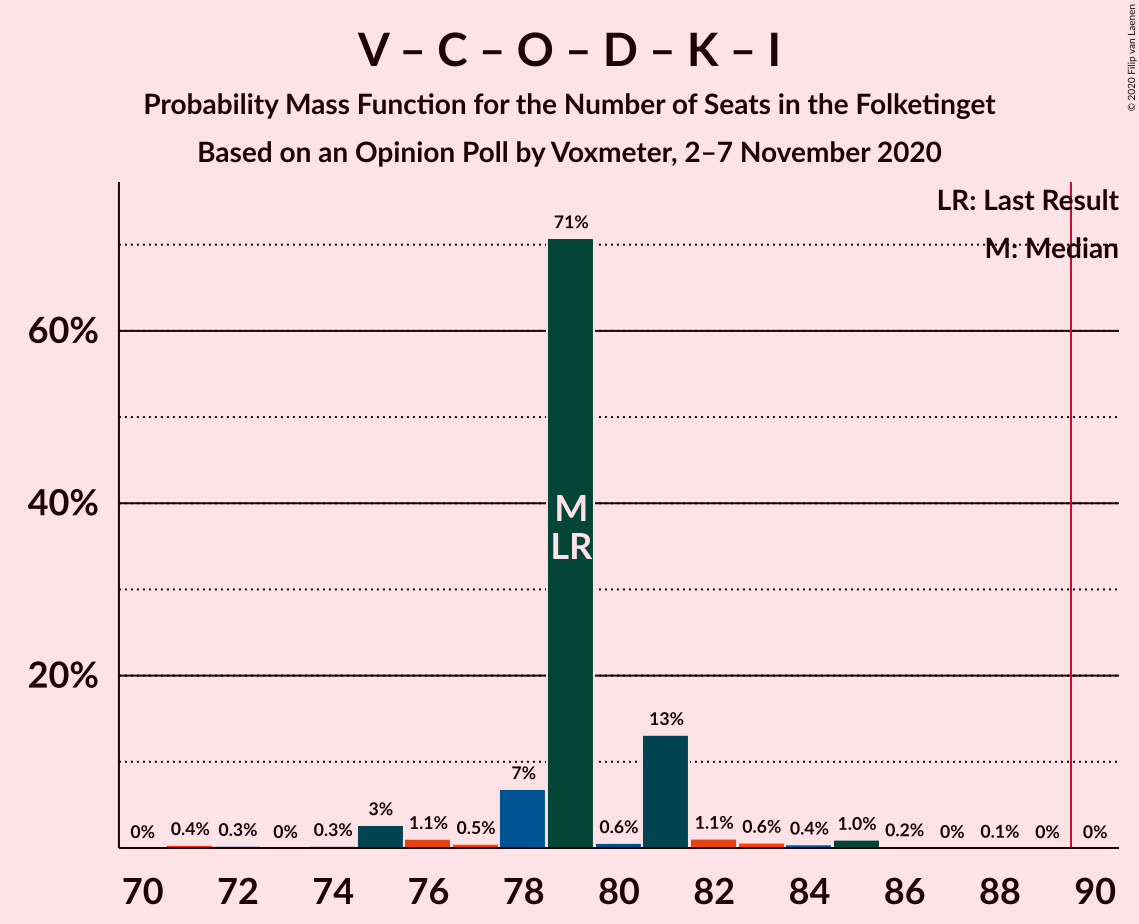 V – C – O – D – K – I
Probability Mass Function for the Number of Seats in the Folketinget
Based on an Opinion Poll by Voxmeter, 2–7 November 2020
© 2020 Filip van Laenen
LR: Last Result
M: Median
60%
40%
20%
0%
0.4%
0.3%
0%
0.3%
3%
1.1%
0.5%
7%
71%
0.6%
13%
1.1%
0.6%
0.4%
1.0%
0.2%
0%
0.1%
0%
0%
M
LR
70 72 74 76 78 80 82 84 86 88 90